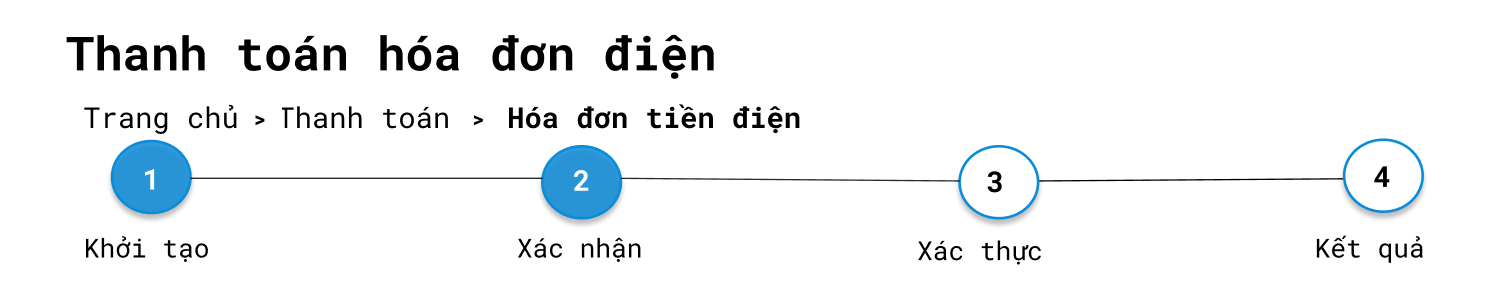 Thanh toán hóa đơn điện
Trang chủ > Thanh toán > Hóa đơn tiền điện
1 2 3 4
Khởi tạo Xác nhận Xác thực Kết quả